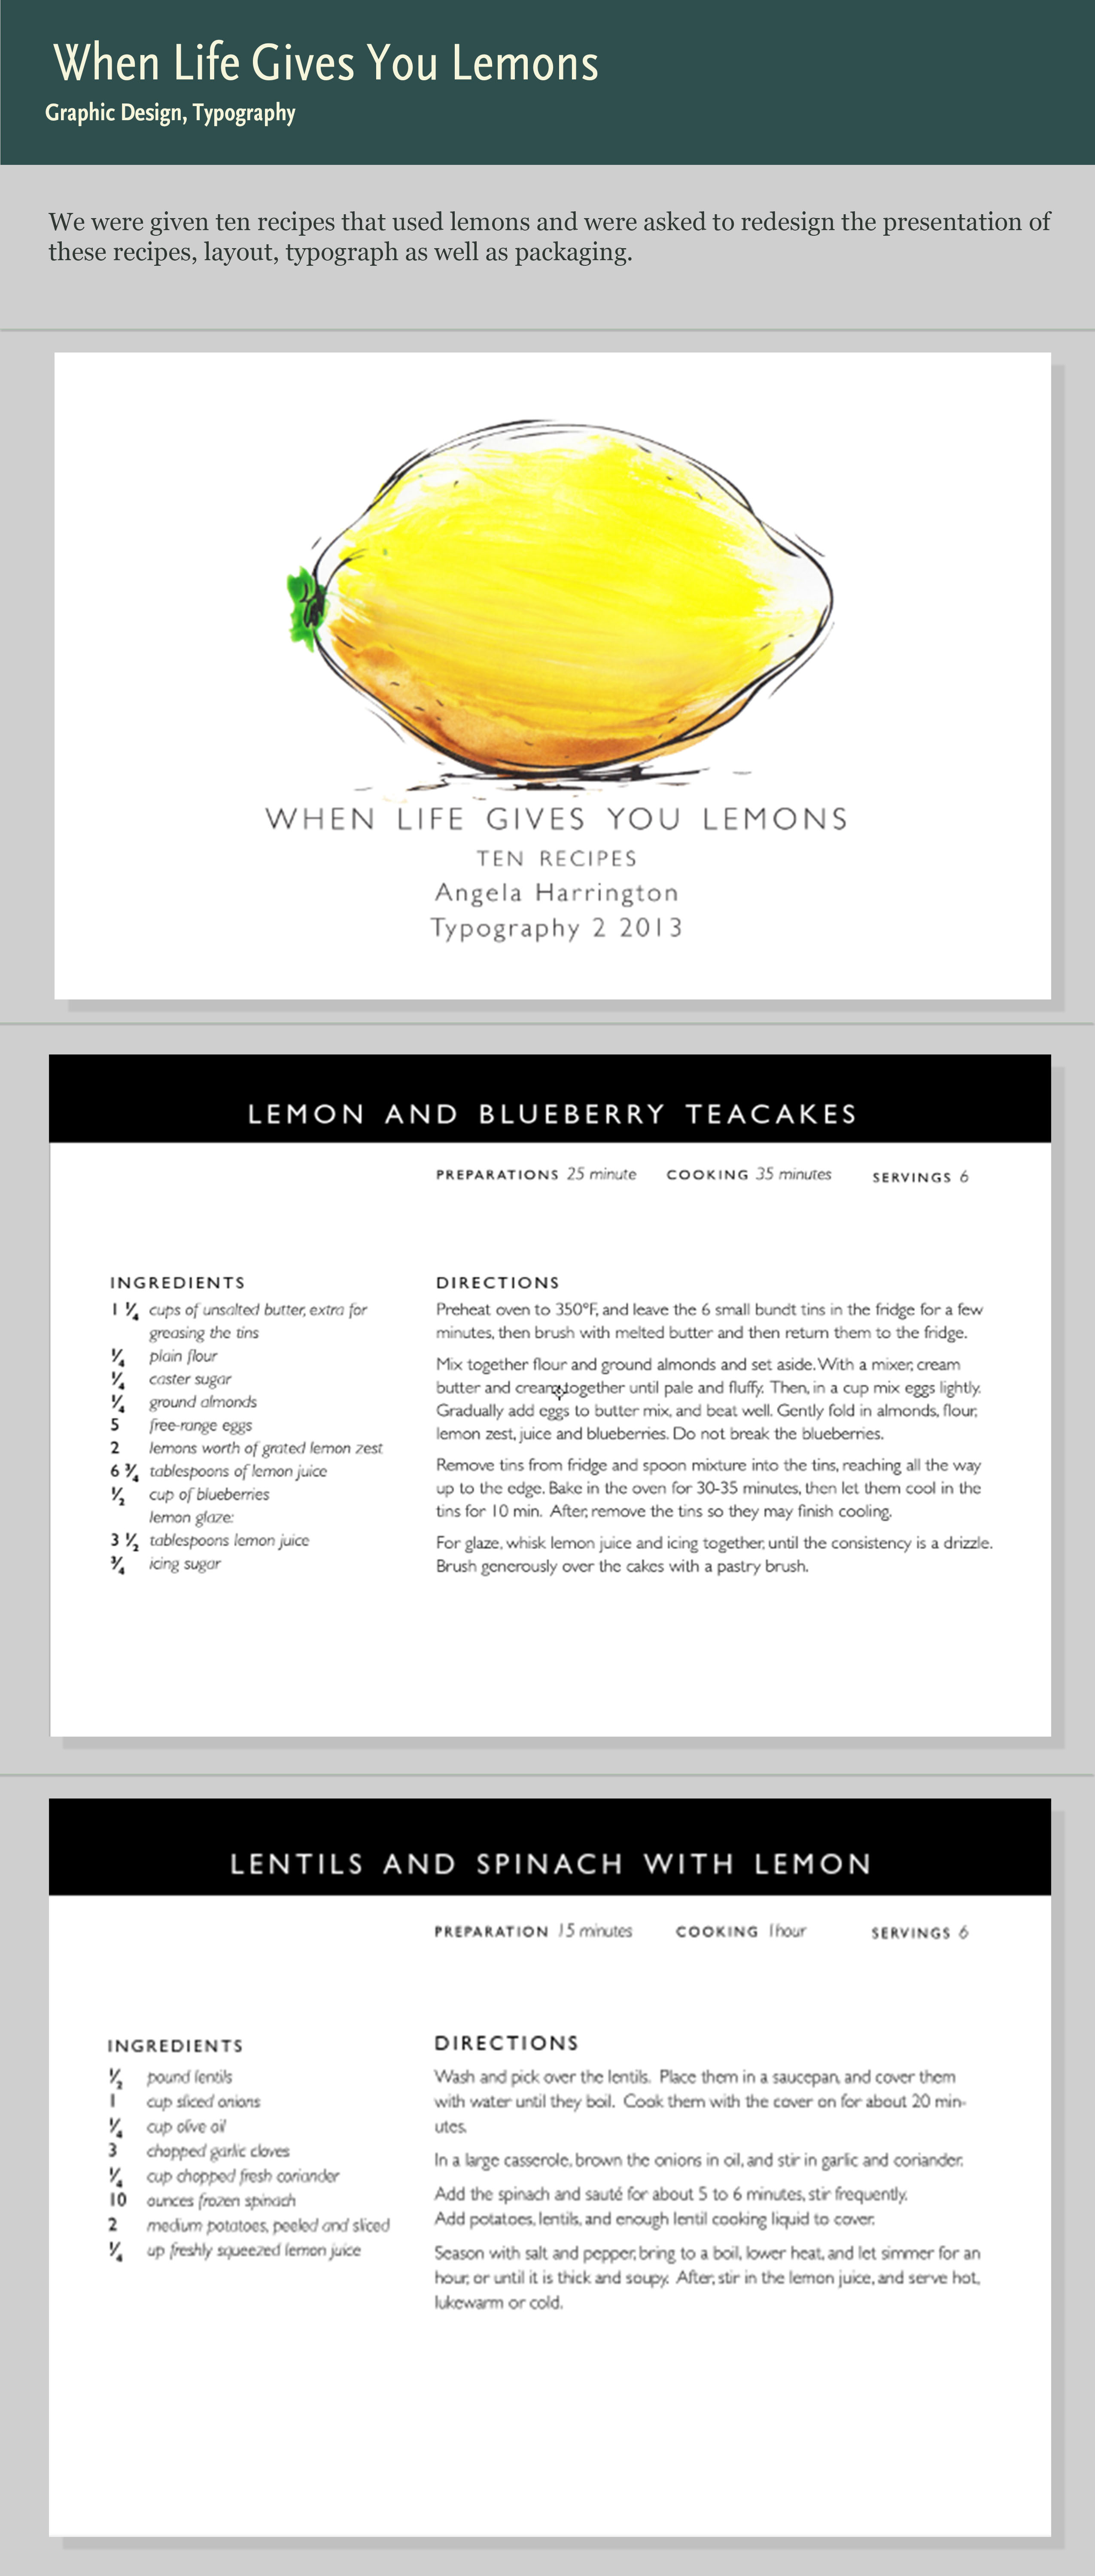 When Life Gives You Lemons
Graphic Design, Typography
We were given ten recipes that used lemons and were asked to redesign the presentation of
these recipes, layout, typograph as well as packaging.
WHEN LIFE GIVES YOU LEMONS
TEN RECIPES
Angela Harrington
Typography 2 2013
LEMON AND BLUEBERRY TEACAKES
PREPARATIONS 25 minute COOKING 35 minutes SERVINGS 6
INGREDIENTS
1 ¼ cups of unsalted butter, extra for
greasing the tins
¼ plain flour
¼ caster sugar
¼ ground almonds
5 free-range eggs
2 lemons worth of grated lemon zest
6 ¾ tablespoons of lemon juice
½ cup of blueberries
lemon glaze:
3 ½ tablespoons lemon juice
¾ icing sugar
DIRECTIONS
Preheat oven to 350°F, and leave the 6 small bundt tins in the fridge for a few
minutes, then brush with melted butter and then return them to the fridge.
Mix together flour and ground almonds and set aside. With a mixer, cream
butter and cream together until pale and fluffy. Then, in a cup mix eggs lightly.
Gradually add eggs to butter mix, and beat well. Gently fold in almonds, flour,
lemon zest, juice and blueberries. Do not break the blueberries.
Remove tins from fridge and spoon mixture into the tins, reaching all the way
up to the edge. Bake in the oven for 30-35 minutes, then let them cool in the
tins for 10 min. After, remove the tins so they may finish cooling.
For glaze, whisk lemon juice and icing together, until the consistency is a drizzle.
Brush generously over the cakes with a pastry brush.
LENTILS AND SPINACH WITH LEMON
PREPARATION 15 minutes COOKING 1hour SERVINGS 6
INGREDIENTS
½ pound lentils
1 cup sliced onions
¼ cup olive oil
3 chopped garlic cloves
¼ cup chopped fresh coriander
10 ounces frozen spinach
2 medium potatoes, peeled and sliced
¼ up freshly squeezed lemon juice
DIRECTIONS
Wash and pick over the lentils. Place them in a saucepan, and cover them
with water until they boil. Cook them with the cover on for about 20 min-
utes.
In a large casserole, brown the onions in oil, and stir in garlic and coriander.
Add the spinach and sauté for about 5 to 6 minutes, stir frequently.
Add potatoes, lentils, and enough lentil cooking liquid to cover.
Season with salt and pepper, bring to a boil, lower heat, and let simmer for an
hour, or until it is thick and soupy. After, stir in the lemon juice, and serve hot,
lukewarm or cold.